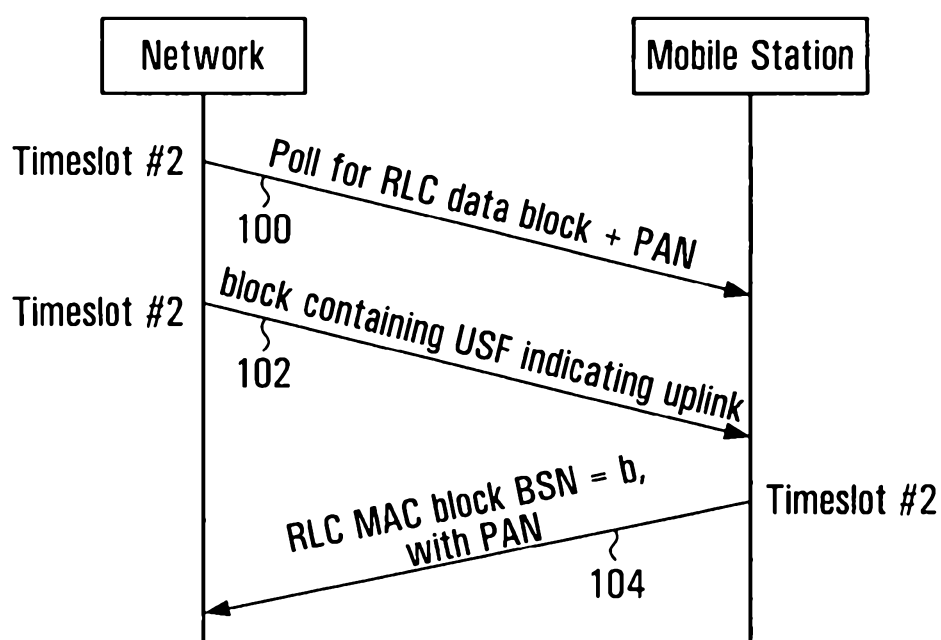 Network
Mobile Station
Timeslot #2
Poll for RLC data block + PAN
100
Timeslot #2
block containing USF indicating uplink
102
RLC MAC block BSN = b,
with PAN
Timeslot #2
104